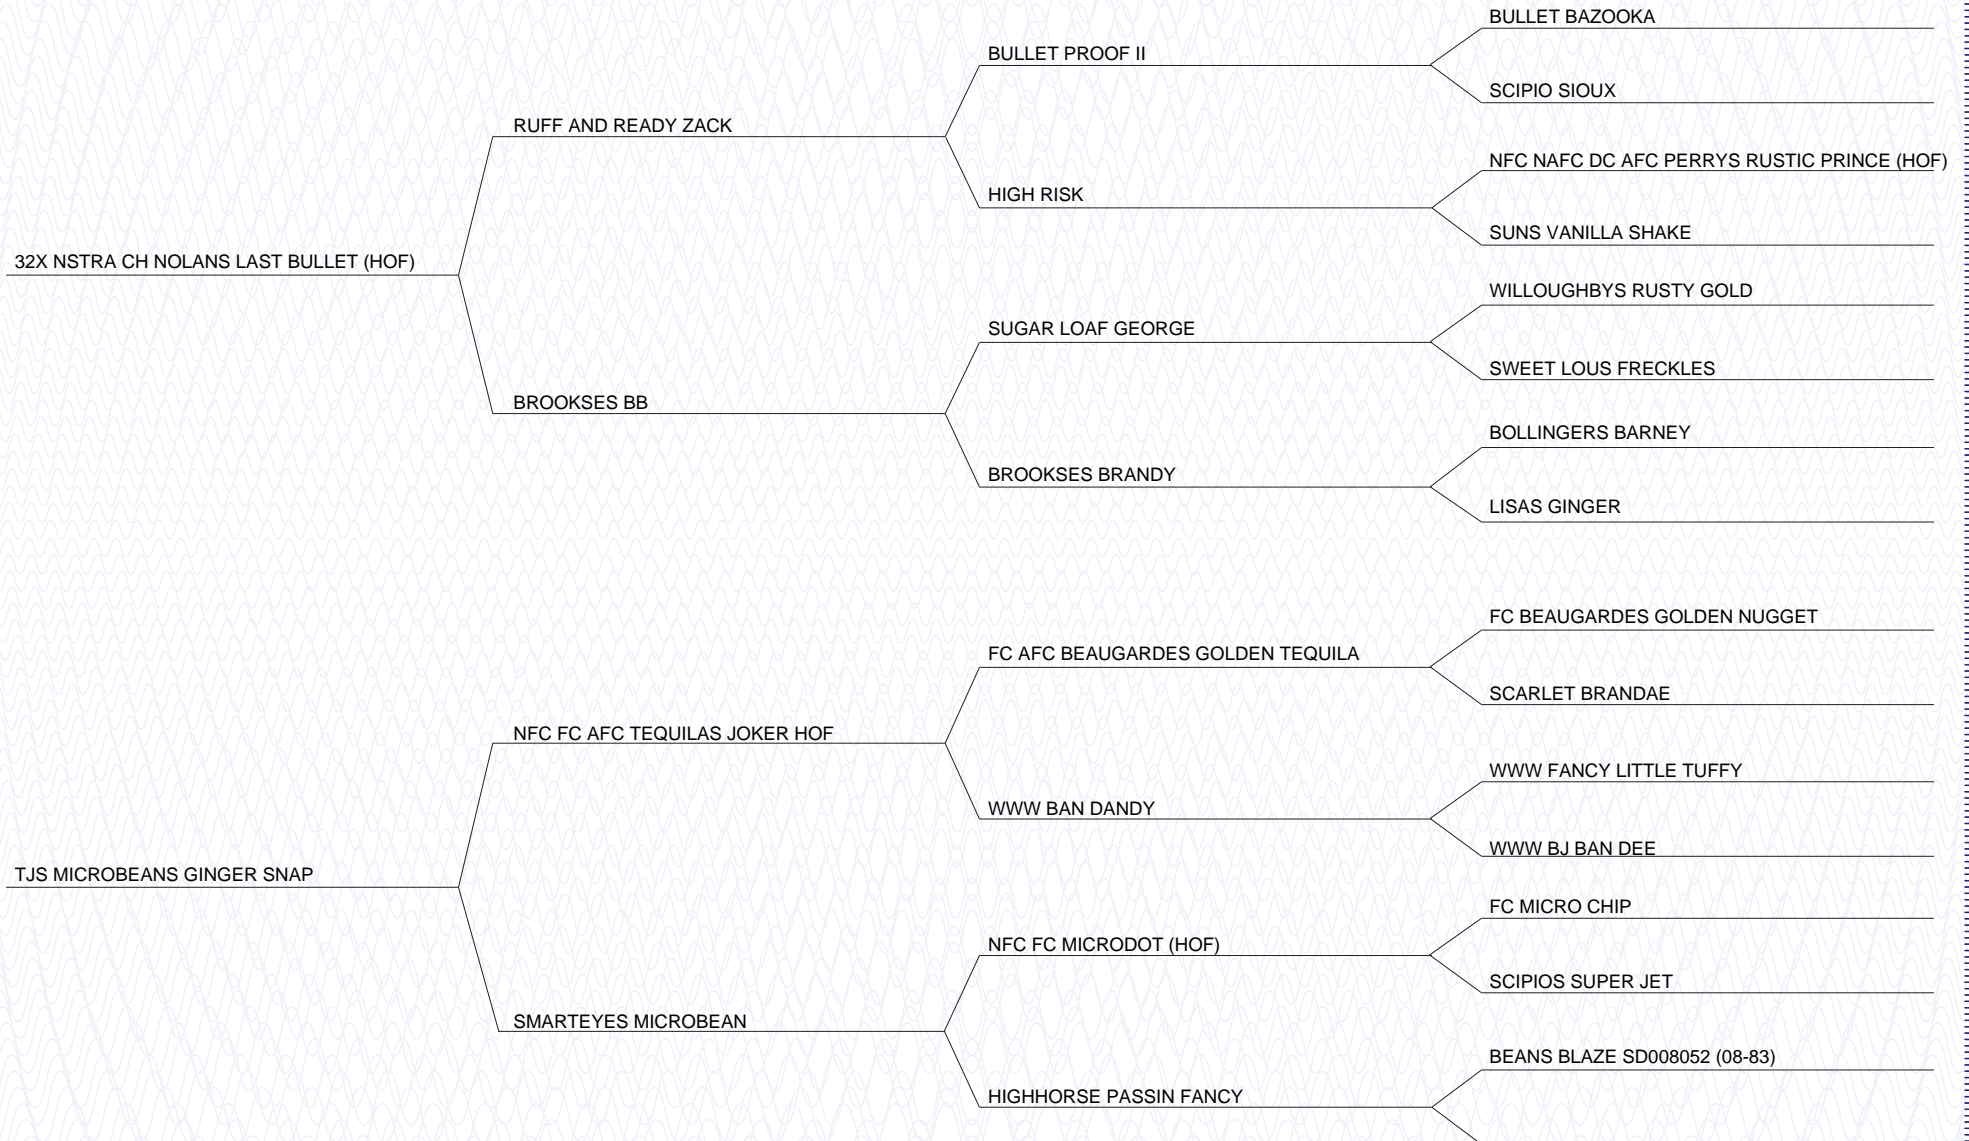 BULLET BAZOOKA
BULLET PROOF II
SCIPIO SIOUX
RUFF AND READY ZACK
NFC NAFC DC AFC PERRYS RUSTIC PRINCE (HOF)
HIGH RISK
SUNS VANILLA SHAKE
32X NSTRA CH NOLANS LAST BULLET (HOF)
WILLOUGHBYS RUSTY GOLD
SUGAR LOAF GEORGE
SWEET LOUS FRECKLES
BROOKSES BB
BOLLINGERS BARNEY
BROOKSES BRANDY
LISAS GINGER
FC BEAUGARDES GOLDEN NUGGET
FC AFC BEAUGARDES GOLDEN TEQUILA
SCARLET BRANDAE
NFC FC AFC TEQUILAS JOKER HOF
WWW FANCY LITTLE TUFFY
WWW BAN DANDY
WWW BJ BAN DEE
TJS MICROBEANS GINGER SNAP
FC MICRO CHIP
NFC FC MICRODOT (HOF)
SCIPIOS SUPER JET
SMARTEYES MICROBEAN
BEANS BLAZE SD008052 (08-83)
HIGHHORSE PASSIN FANCY